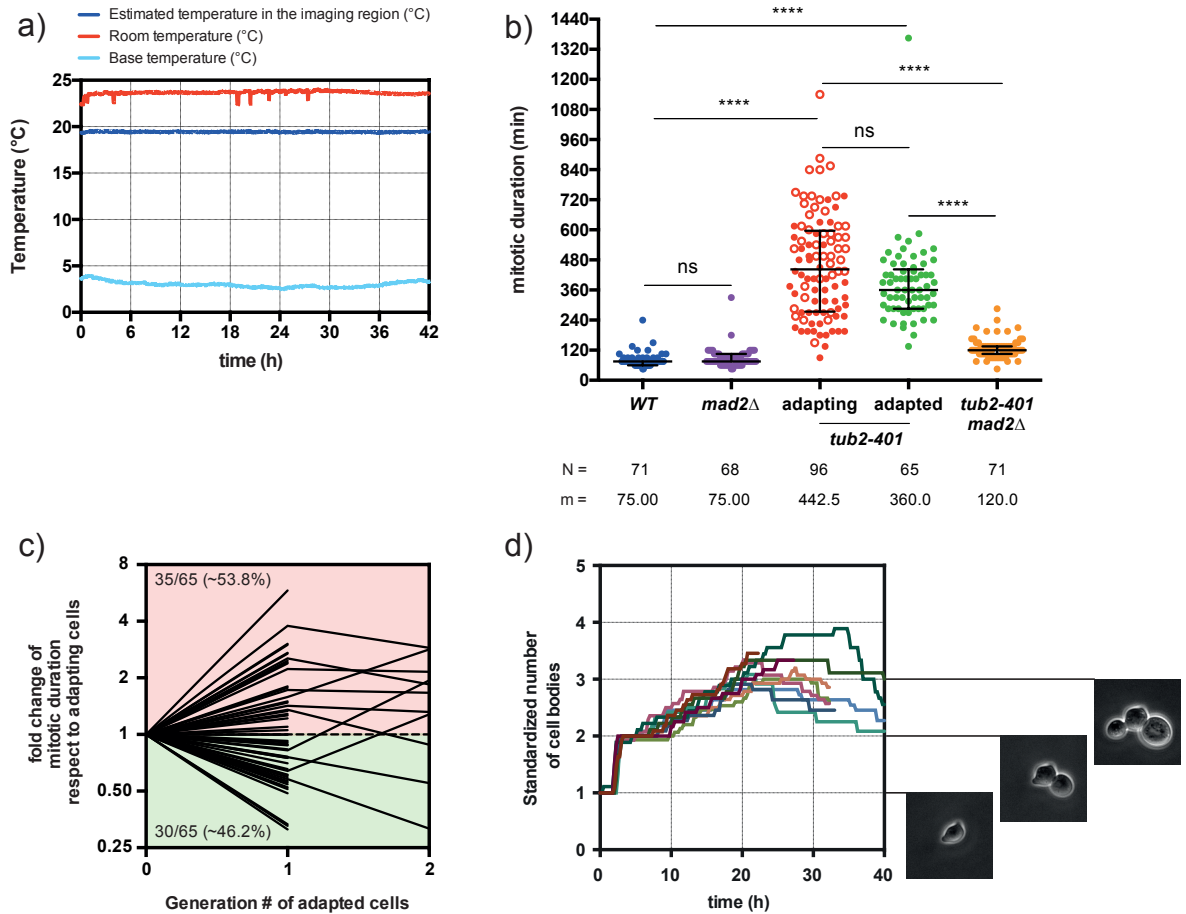 a)
Estimated temperature in the imaging region (°C)
Room temperature (°C)
Base temperature (°C)
25
20
15
10
5
0
Temperature (°C)
0 6 12 18 24 30 36 42
time (h)
b)
1440
1320
1200
1080
960
840
720
600
480
360
240
120
0
mitotic duration (min)
****
****
****
ns
****
ns
WT mad2Δ adapting adapted tub2-401
mad2Δ
tub2-401
N = 71 68 96 65 71
m = 75.00 75.00 442.5 360.0 120.0
c)
8
4
2
1
0.50
0.25
fold change of
mitotic duration
respect to adapting cells
35/65 (~53.8%)
30/65 (~46.2%)
0 1 2
Generation # of adapted cells
d)
5
4
3
2
1
0
Standardized number
of cell bodies
0 10 20 30 40
time (h)